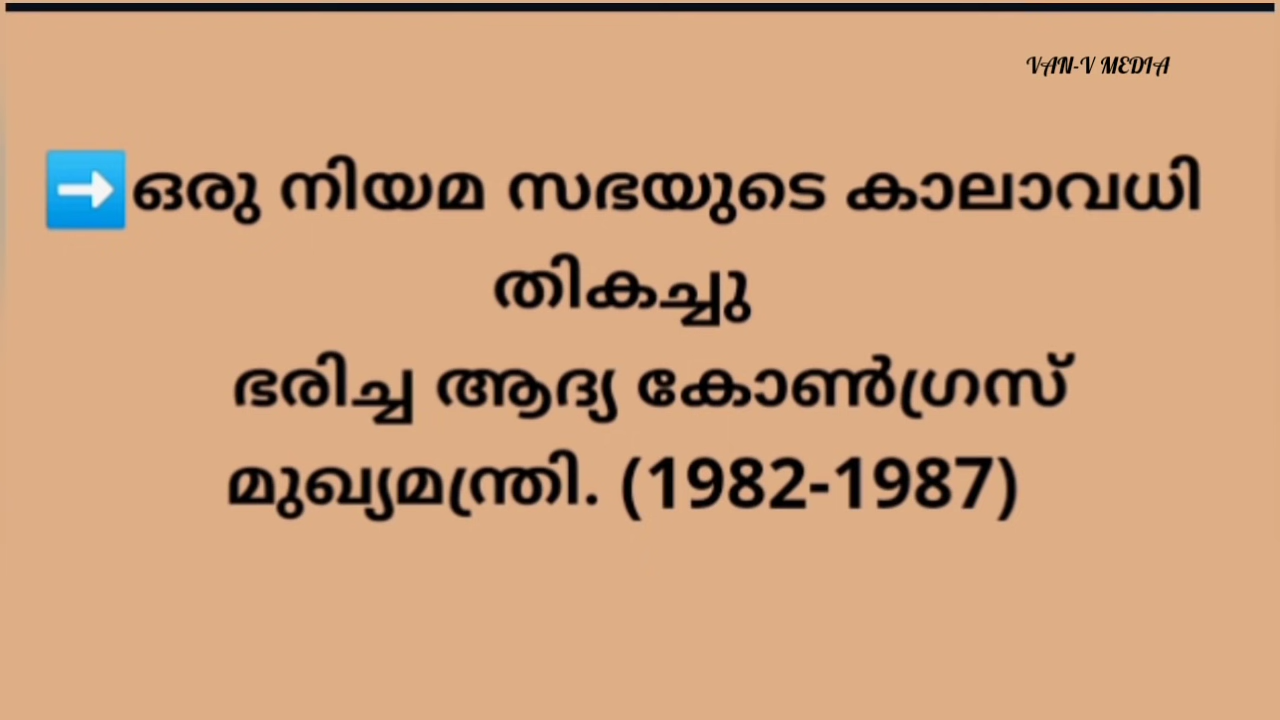 VAN-V MEDIA
➡️ഒരു നിയമ സഭയുടെ കാലാവധി
തികച്ചു
ഭരിച്ച ആദ്യ കോൺഗ്രസ്
മുഖ്യമന്ത്രി. (1982-1987)